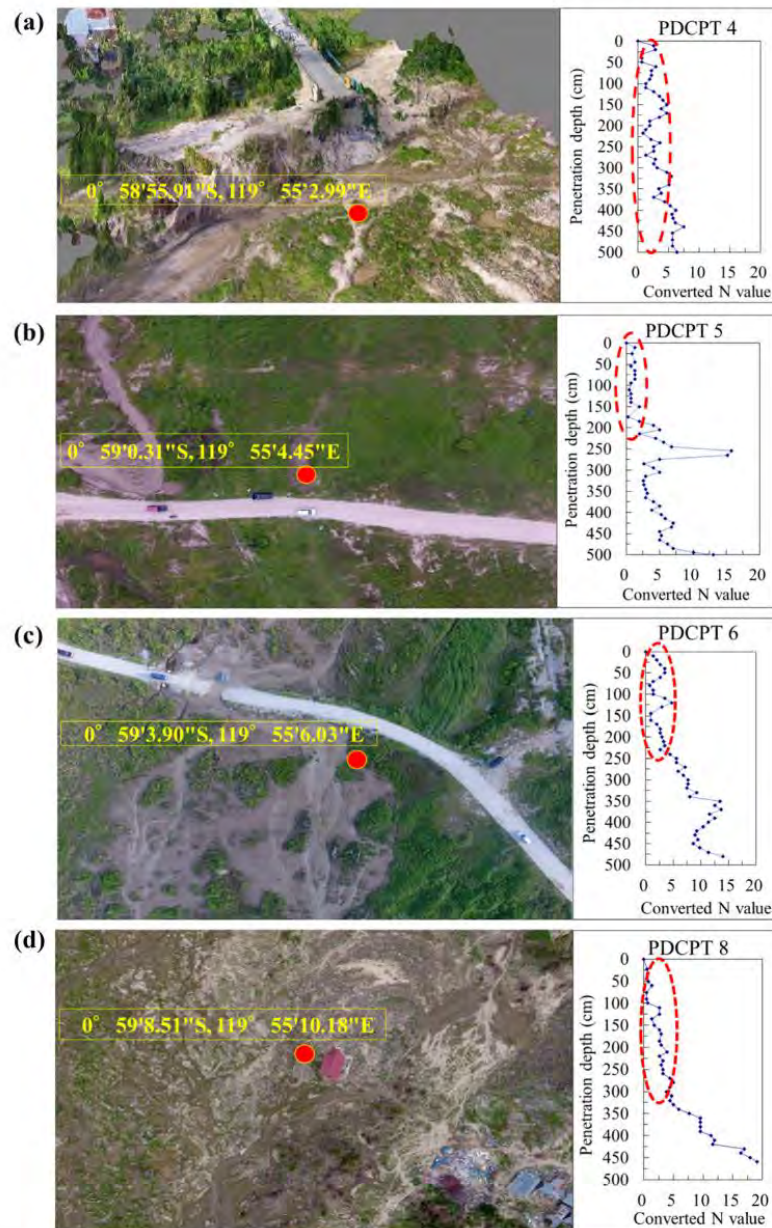 (a)
0° 58'55.91"S, 119° 55'2.99"E
PDCPT 4
Penetration depth (cm)
0
50
100
150
200
250
300
350
400
450
500
0 5 10 15 20
Converted N value
(b)
0° 59'0.31"S, 119° 55'4.45"E
PDCPT 5
Penetration depth (cm)
0
50
100
150
200
250
300
350
400
450
500
0 5 10 15 20
Converted N value
(c)
0° 59'3.90"S, 119° 55'6.03"E
PDCPT 6
Penetration depth (cm)
0
50
100
150
200
250
300
350
400
450
500
0 5 10 15 20
Converted N value
(d)
0° 59'8.51"S, 119° 55'10.18"E
PDCPT 8
Penetration depth (cm)
0
50
100
150
200
250
300
350
400
450
500
0 5 10 15 20
Converted N value